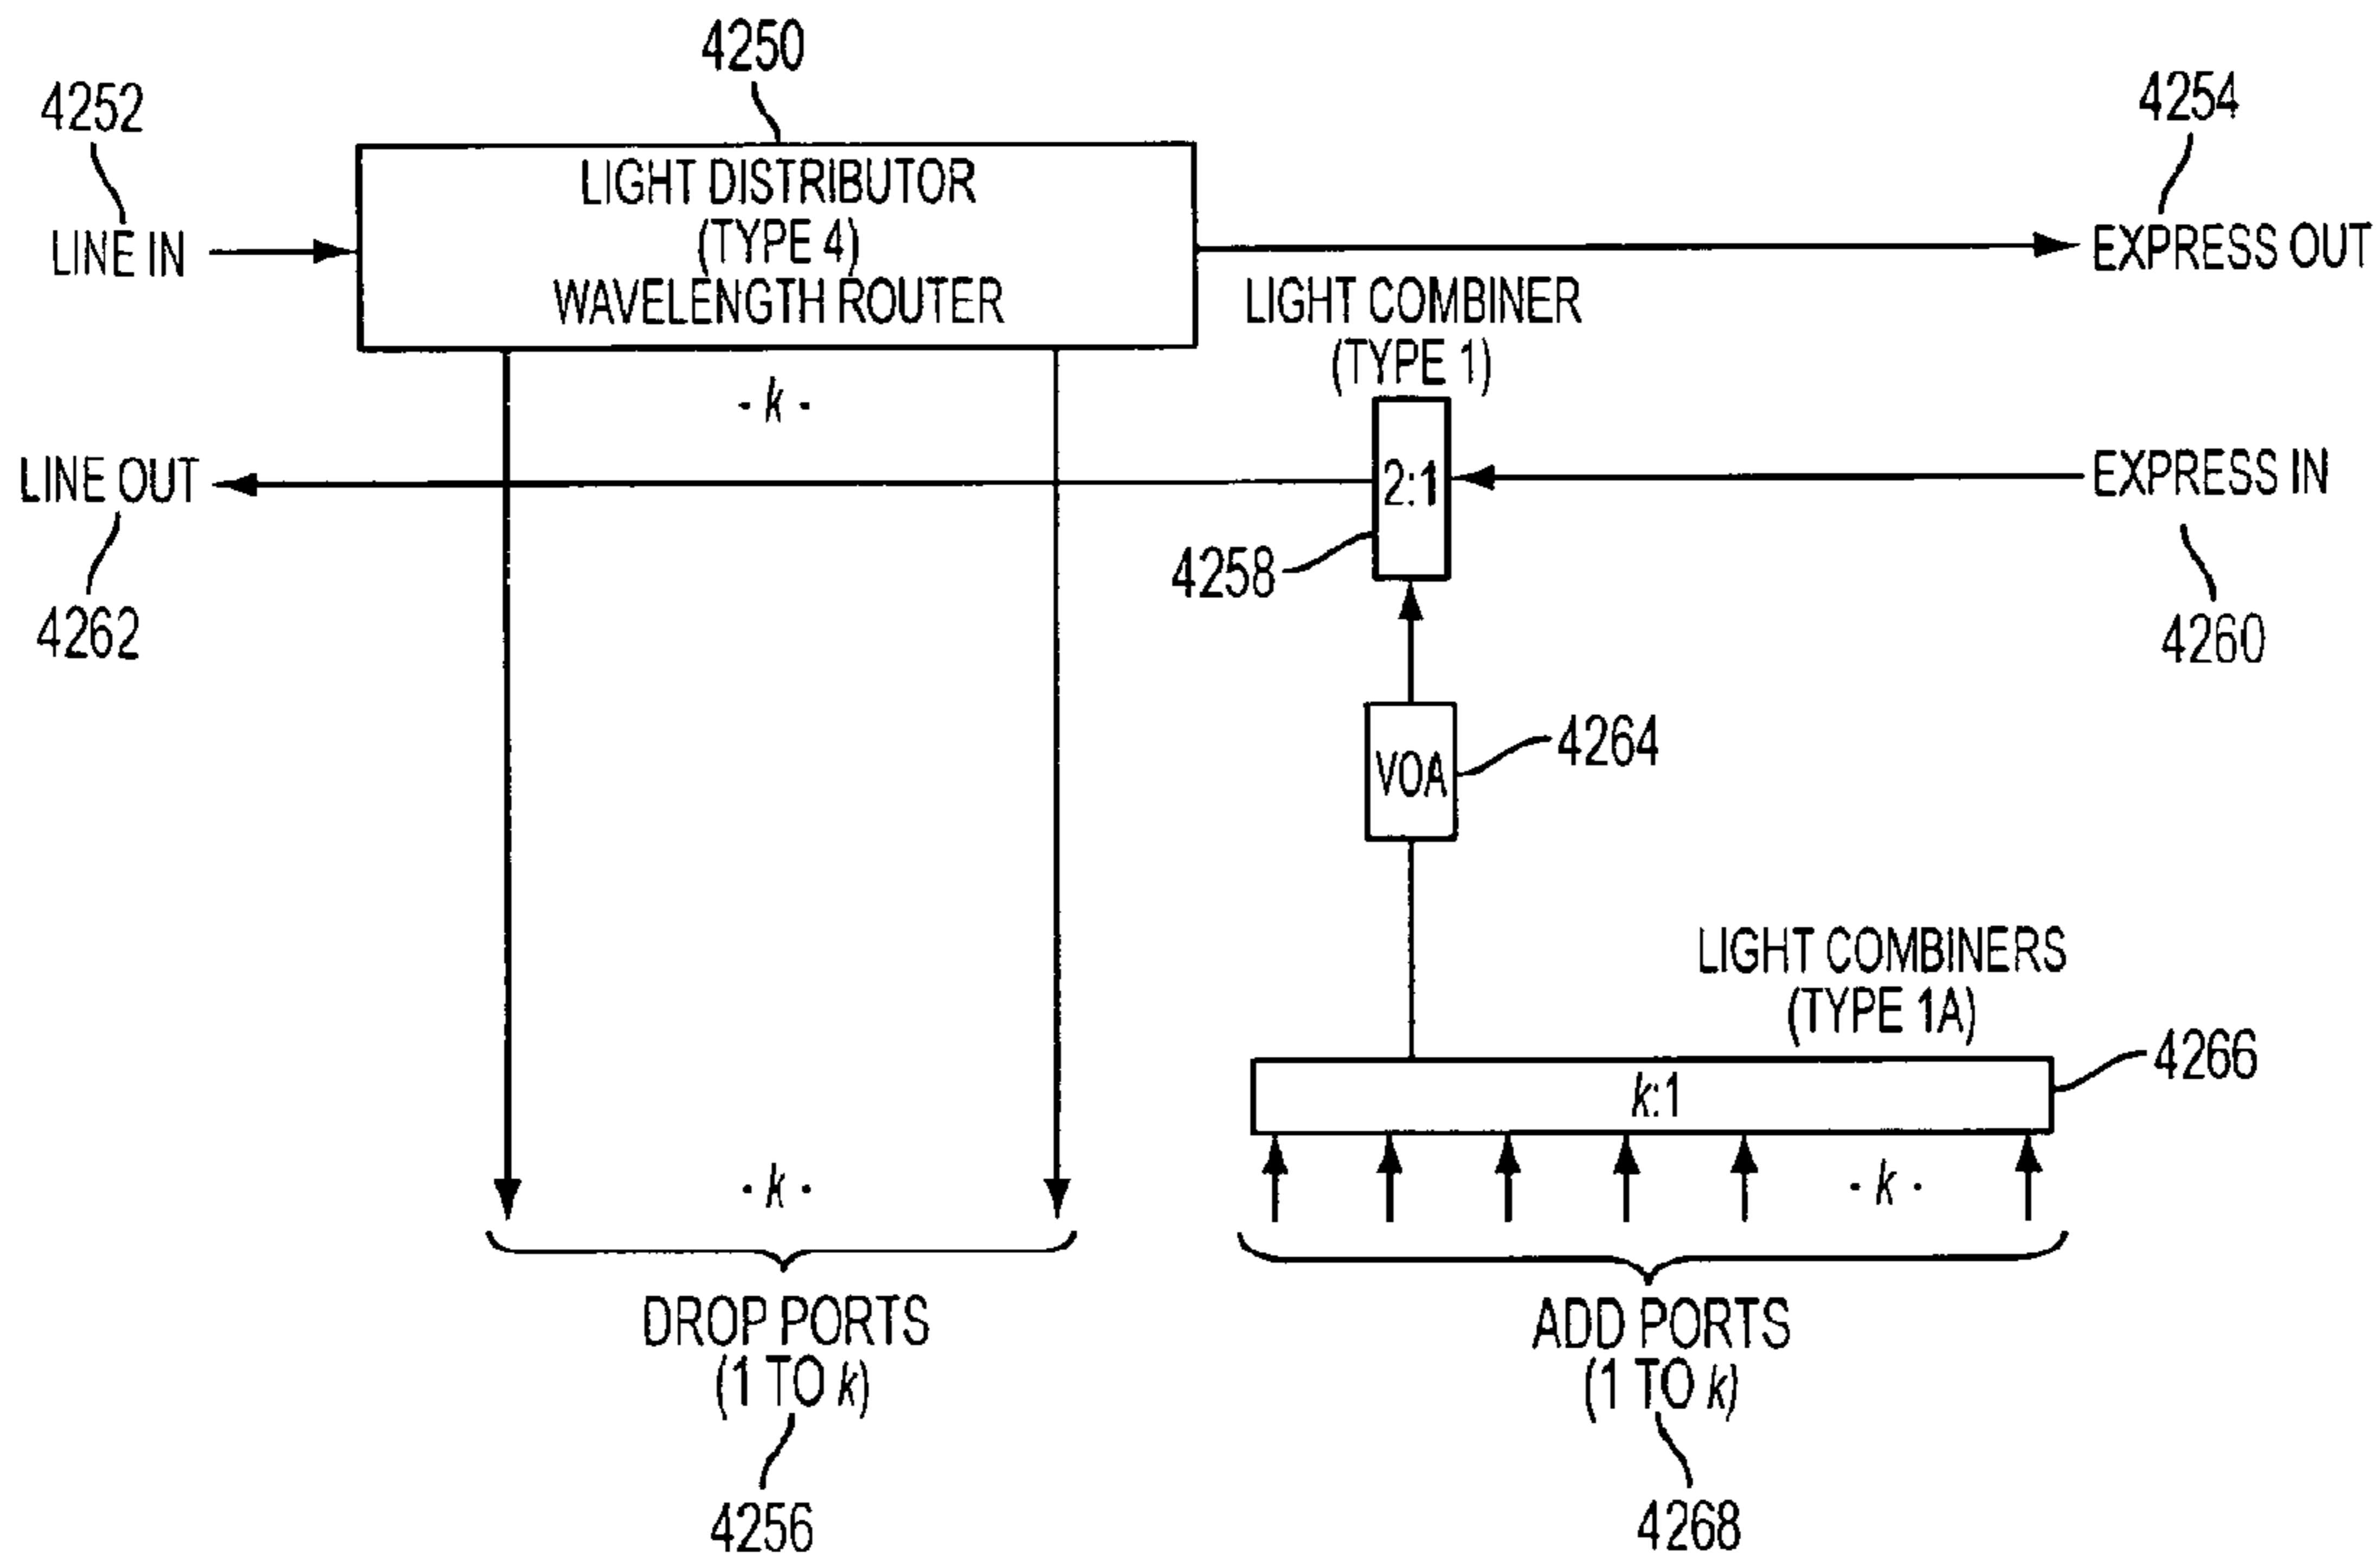 4250
4252
4254
LIGHT DISTRIBUTOR
(TYPE 4)
WAVELENGTH ROUTER
LINE IN
EXPRESS OUT
LIGHT COMBINER
(TYPE 1)
- k -
LINE OUT
2:1
EXPRESS IN
4258
4262
4260
VOA
4264
LIGHT COMBINERS
(TYPE 1A)
4266
k:1
· k ·
- k -
DROP PORTS
(1 TO k)
ADD PORTS
(1 TO k)
4256
4268